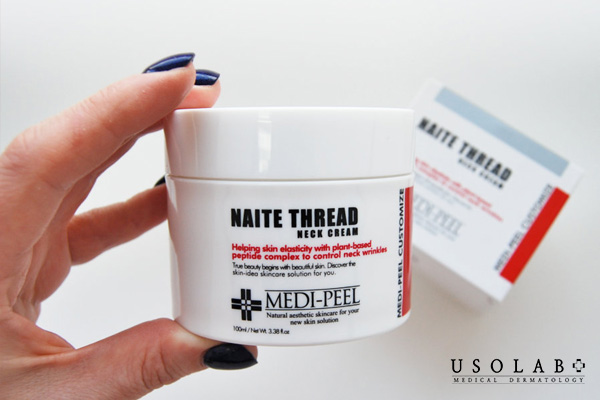 NAITE THREAD
NECK CREAM
Helping skin elasticity with plant-based
peptide complex to control neck wrinkles
True beauty begins with beautiful skin. Discover the
skin-idea skincare solution for you.
MEDI-PEEL
Natural aesthetic skincare for your
new skin solution
100ml / Net Wt. 3.38 fl.oz
MEDI-PEEL CUSTOMIZE
NAITE THREAD
NECK CREAM
MEDI-PEEL
MEDI-PEEL CUSTOMIZE
USOLAB
MEDICAL DERMATOLOGY